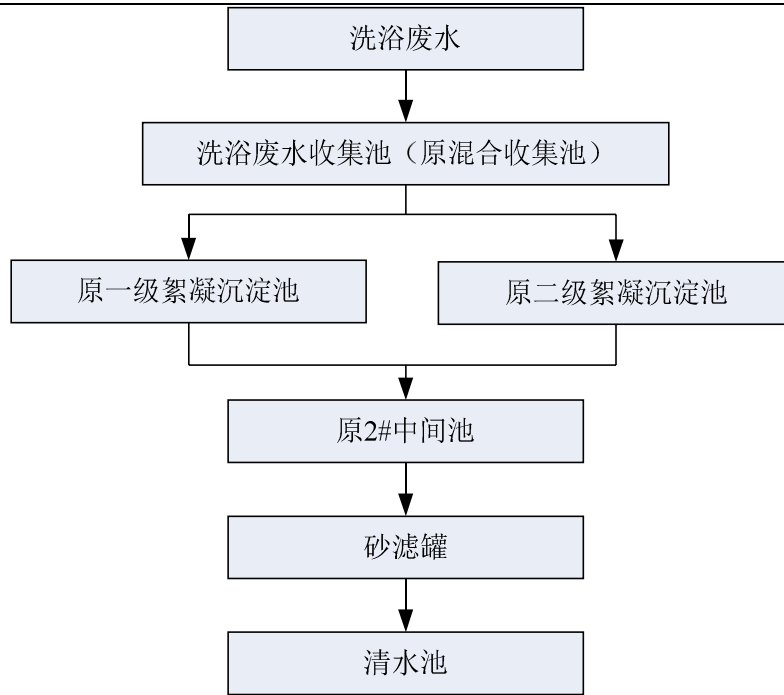 洗浴废水
洗浴废水收集池（原混合收集池）
原一级絮凝沉淀池
原二级絮凝沉淀池
原2#中间池
砂滤罐
清水池